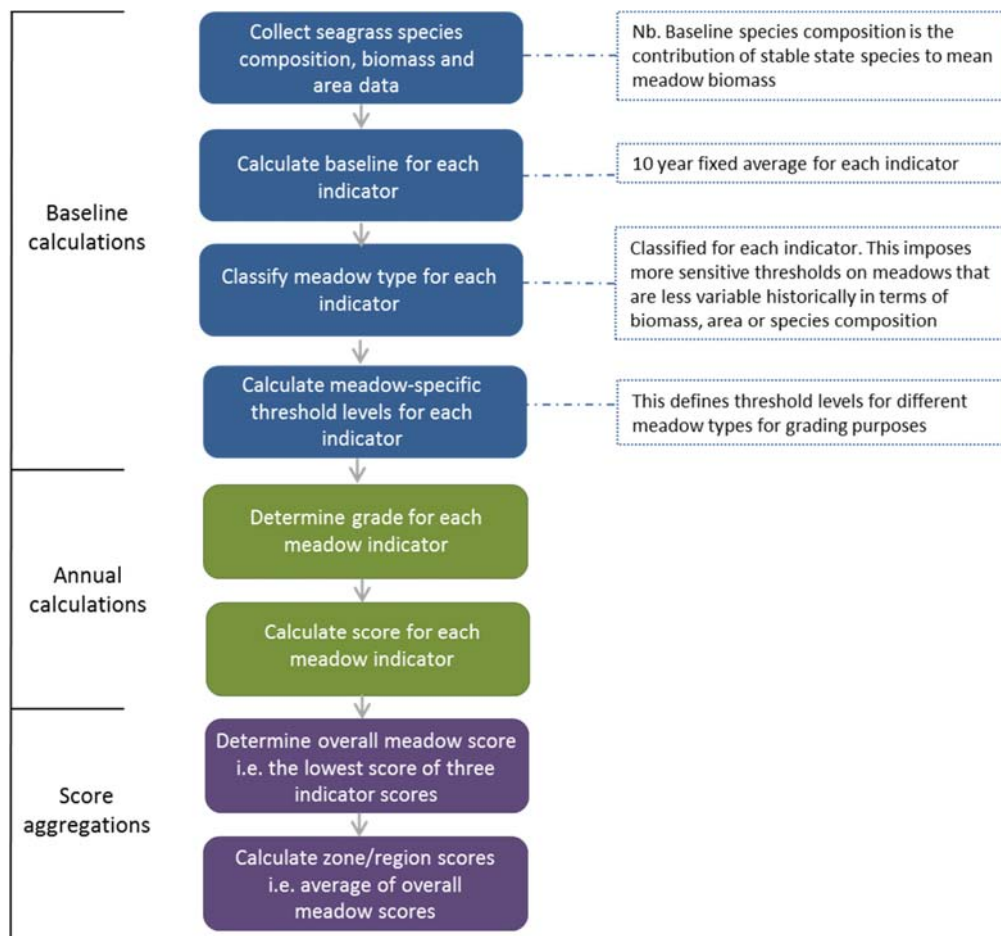 Collect seagrass species
composition, biomass and
area data
Nb. Baseline species composition is the
contribution of stable state species to mean
meadow biomass
Calculate baseline for each
indicator
10 year fixed average for each indicator
Baseline
calculations
Classify meadow type for each
indicator
Classified for each indicator. This imposes
more sensitive thresholds on meadows that
are less variable historically in terms of
biomass, area or species composition
Calculate meadow-specific
threshold levels for each
indicator
This defines threshold levels for different
meadow types for grading purposes
Annual
calculations
Determine grade for each
meadow indicator
Calculate score for each
meadow indicator
Score
aggregations
Determine overall meadow score
i.e. the lowest score of three
indicator scores
Calculate zone/region scores
i.e. average of overall
meadow scores